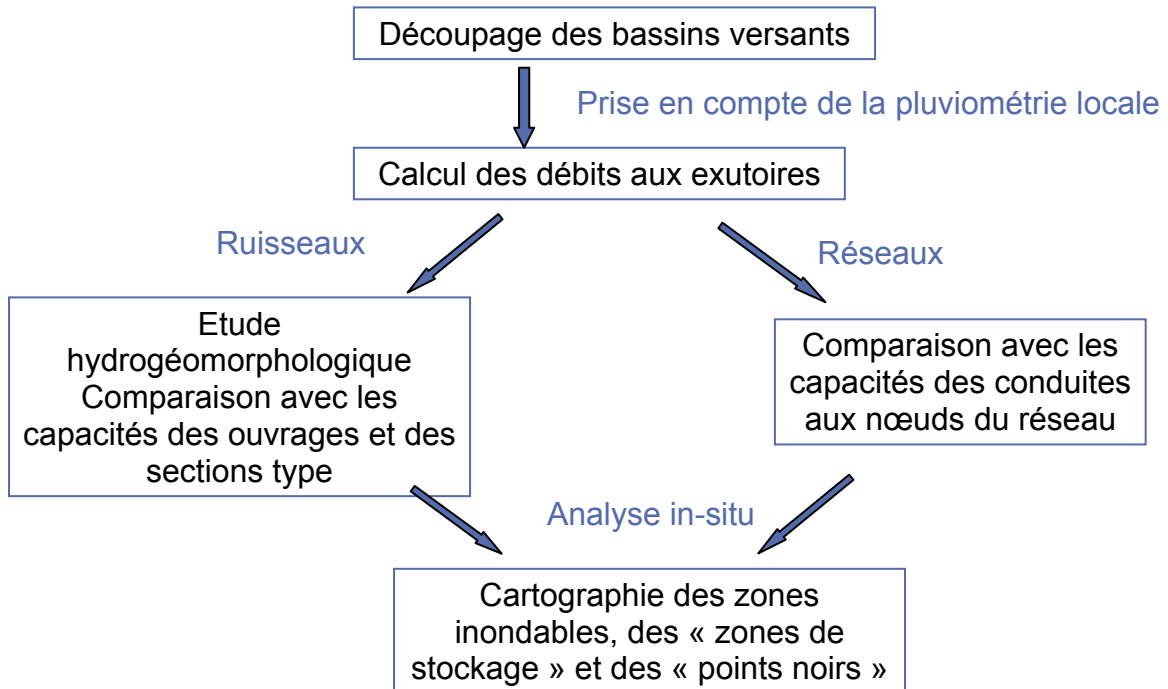 Découpage des bassins versants
Prise en compte de la pluviométrie locale
Calcul des débits aux exutoires
Ruisseaux
Réseaux
Etude
hydrogéomorphologique
Comparaison avec les
capacités des ouvrages et des
sections type
Comparaison avec les
capacités des conduites
aux nœuds du réseau
Analyse in-situ
Cartographie des zones
inondables, des « zones de
stockage » et des « points noirs »